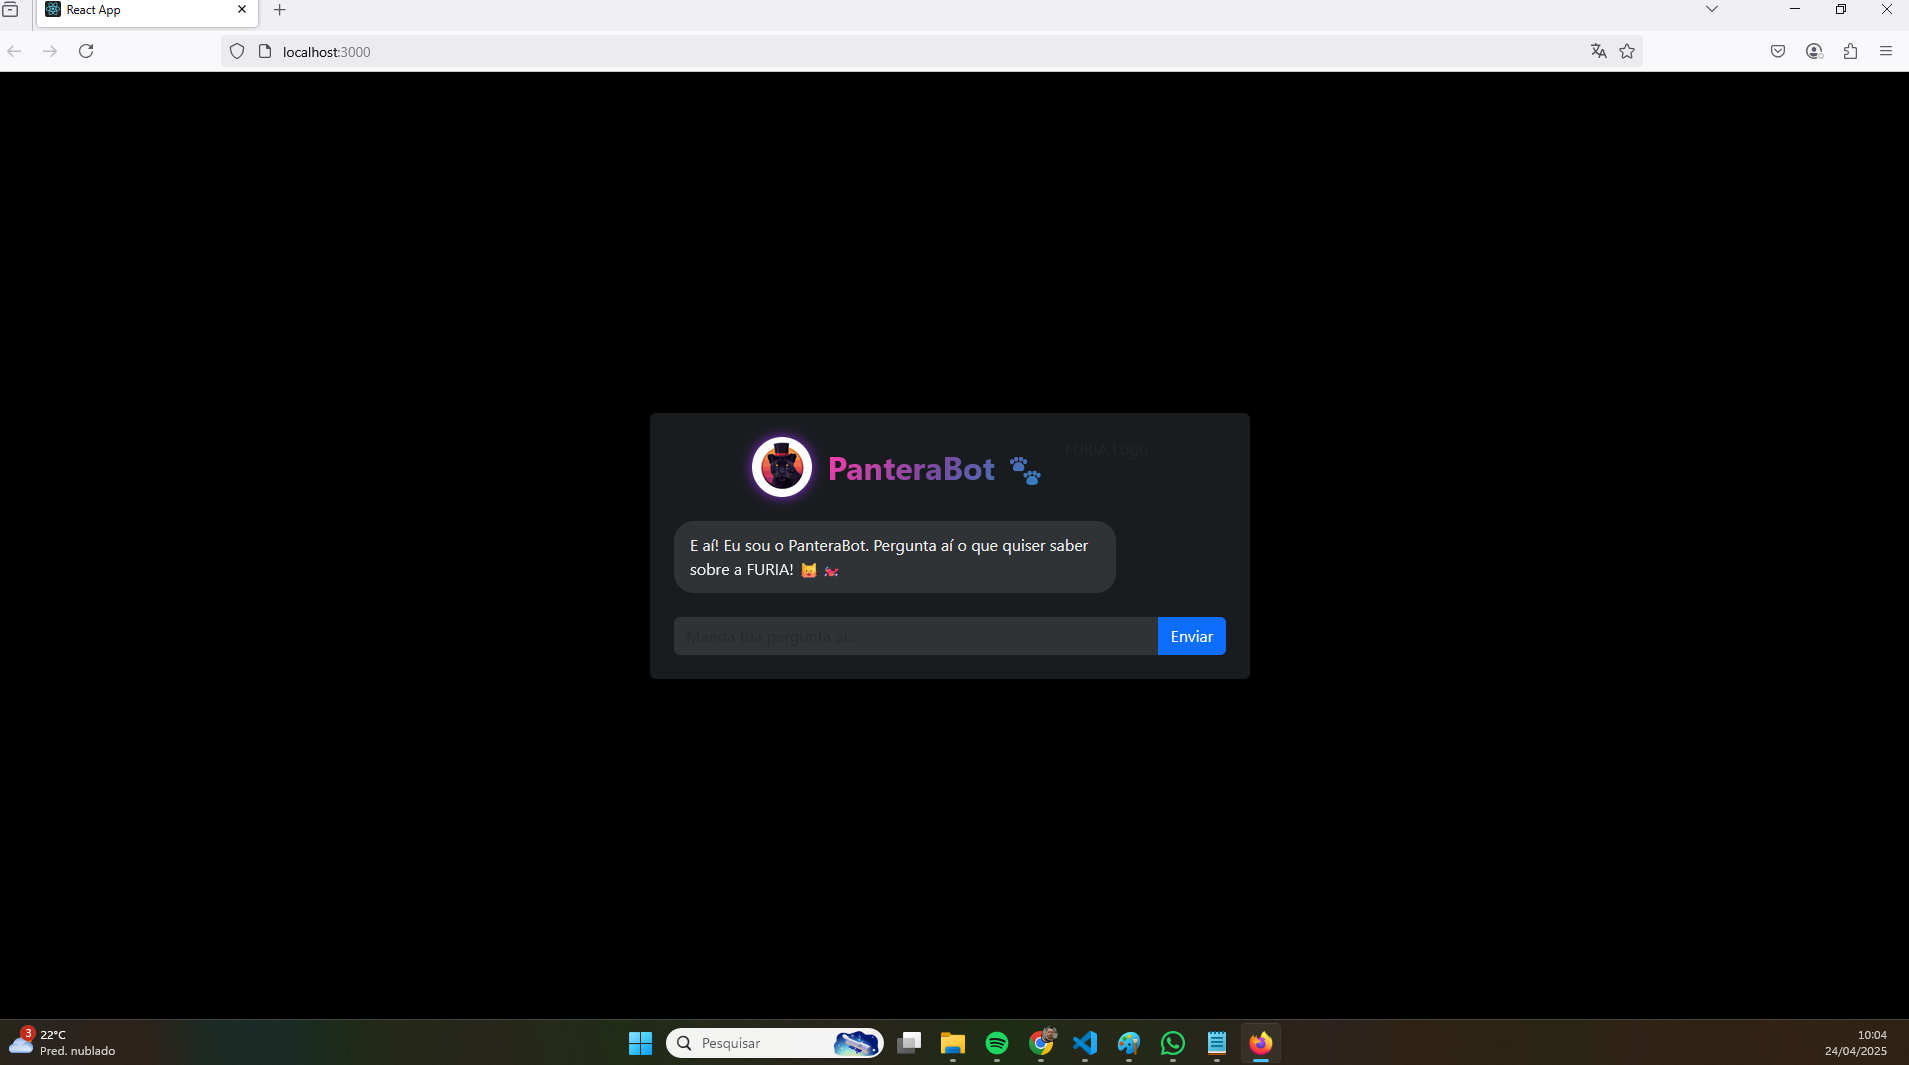 React App
localhost:3000
PanteraBot
FURIA Logo
E aí! Eu sou o PanteraBot. Pergunta aí o que quiser saber
sobre a FURIA!
Manda tua pergunta aí...
Enviar
3
22°C
Pred. nublado
Pesquisar
10:04
24/04/2025